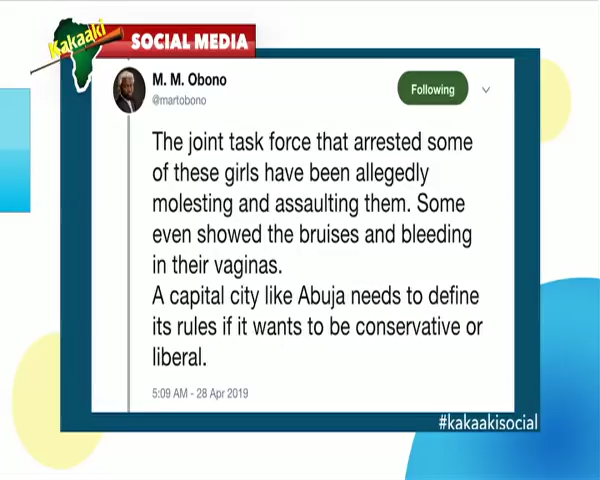 Kakaaki
SOCIAL MEDIA
M. M. Obono
@martobono
Following
The joint task force that arrested some
of these girls have been allegedly
molesting and assaulting them. Some
even showed the bruises and bleeding
in their vaginas.
A capital city like Abuja needs to define
its rules if it wants to be conservative or
liberal.
5:09 AM - 28 Apr 2019
#kakaakisocial